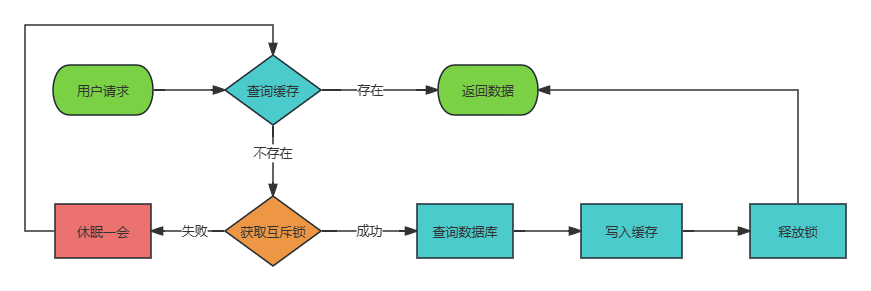 用户请求
查询缓存
存在
返回数据
不存在
休眠一会
失败
获取互斥锁
成功
查询数据库
写入缓存
释放锁